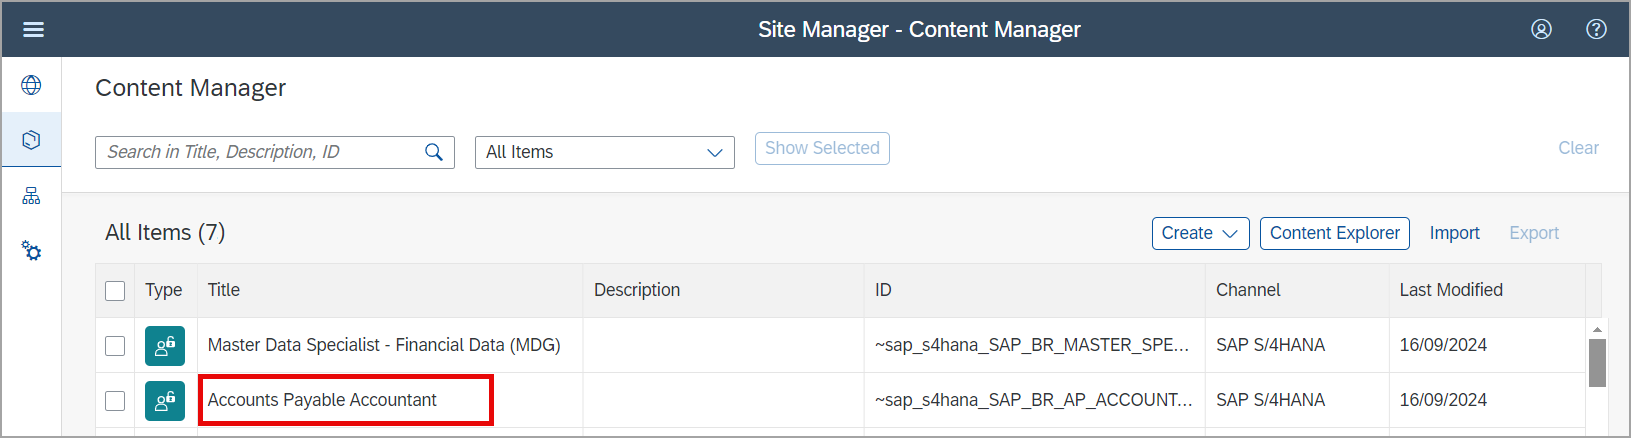 Site Manager - Content Manager
Content Manager
Search in Title, Description, ID
All Items
Show Selected
Clear
All Items (7)
Create
Content Explorer
Import
Export
Type Title Description ID Channel Last Modified
Master Data Specialist - Financial Data (MDG) ~sap_s4hana_SAP_BR_MASTER_SPE... SAP S/4HANA 16/09/2024
Accounts Payable Accountant ~sap_s4hana_SAP_BR_AP_ACCOUNT... SAP S/4HANA 16/09/2024